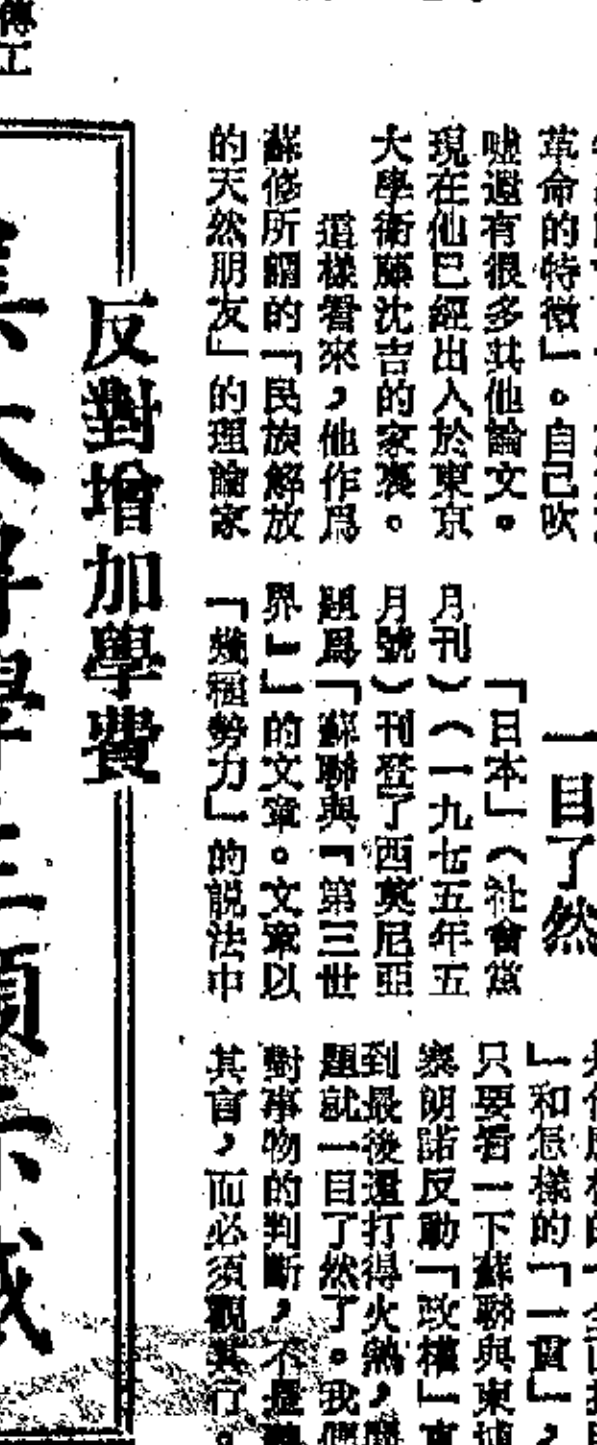 革命的特徵」。自己吹
噓還有很多其他論文。
現在他已經出入於東京
大學衛藤沈吉的家裏。
這樣看來，他作爲
蘇修所謂的「民族解放
的天然朋友」的理論家
一目了然
「日本」（社會黨
月刊）（一九七五年五
月號）刊登了西莫尼亞
題爲「蘇聯與『第三世
界』」的文章。文章以
「幾種勢力」的說法中
」和怎樣的「一貫」，
只要看一下蘇聯與東埔
寨朗諾反動「政權」直
到最後還打得火熱，問
題就一目了然了。我們
對事物的判斷，不是聽
其言，而必須觀其行。
反對增加學費